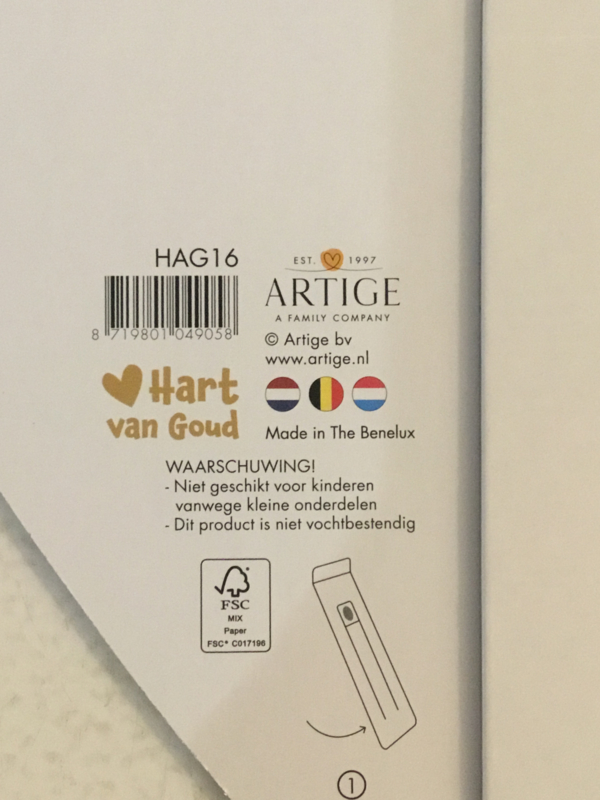 HAG16
8 719801 049058
Hart
van Goud
EST. 1997
ARTIGE
A FAMILY COMPANY
© Artige bv
www.artige.nl
Made in The Benelux
WAARSCHUWING!
- Niet geschikt voor kinderen
vanwege kleine onderdelen
- Dit product is niet vochtbestendig
FSC
MIX
Paper
FSC® C017196
1